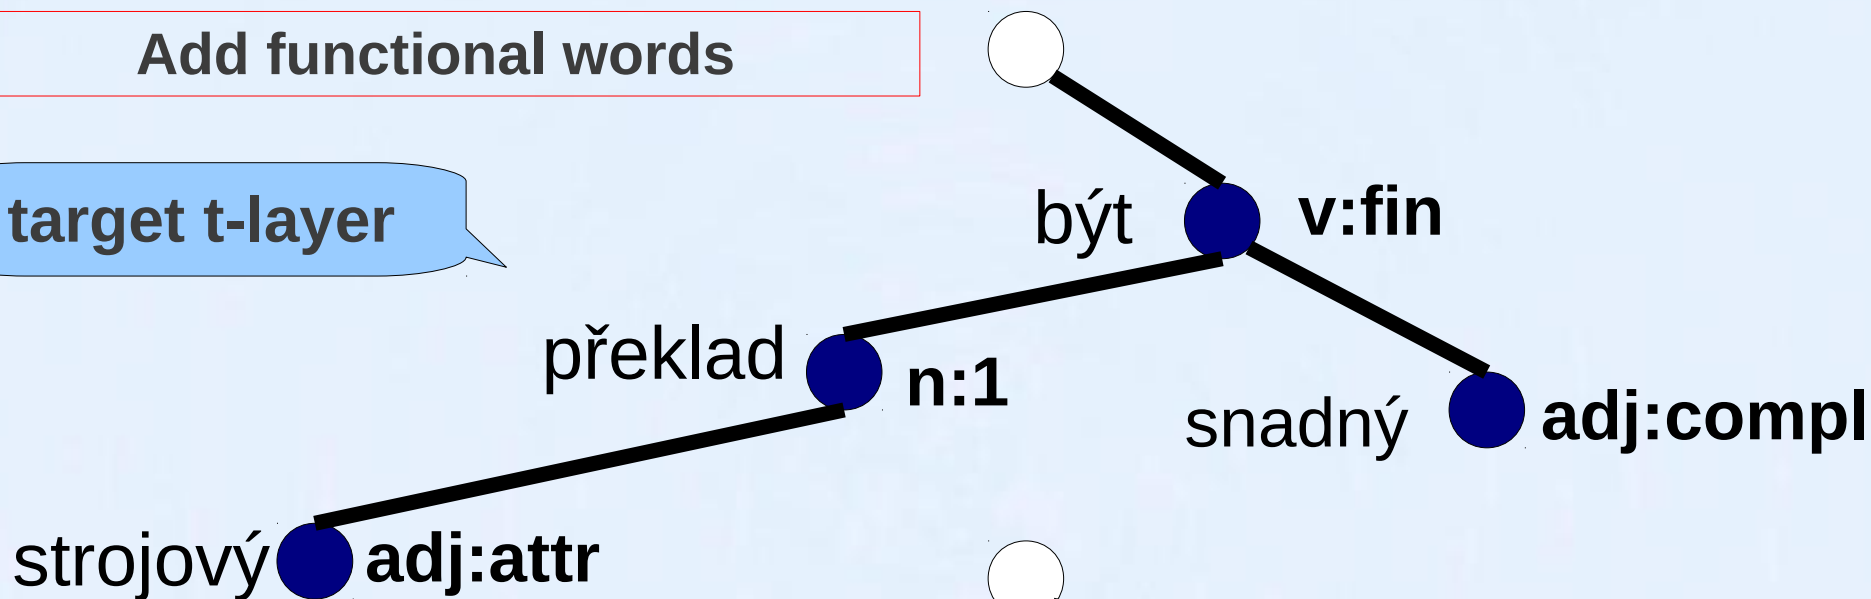 Add functional words
target t-layer
být v:fin
překlad n:1
snadný adj:compl
strojový adj:attr